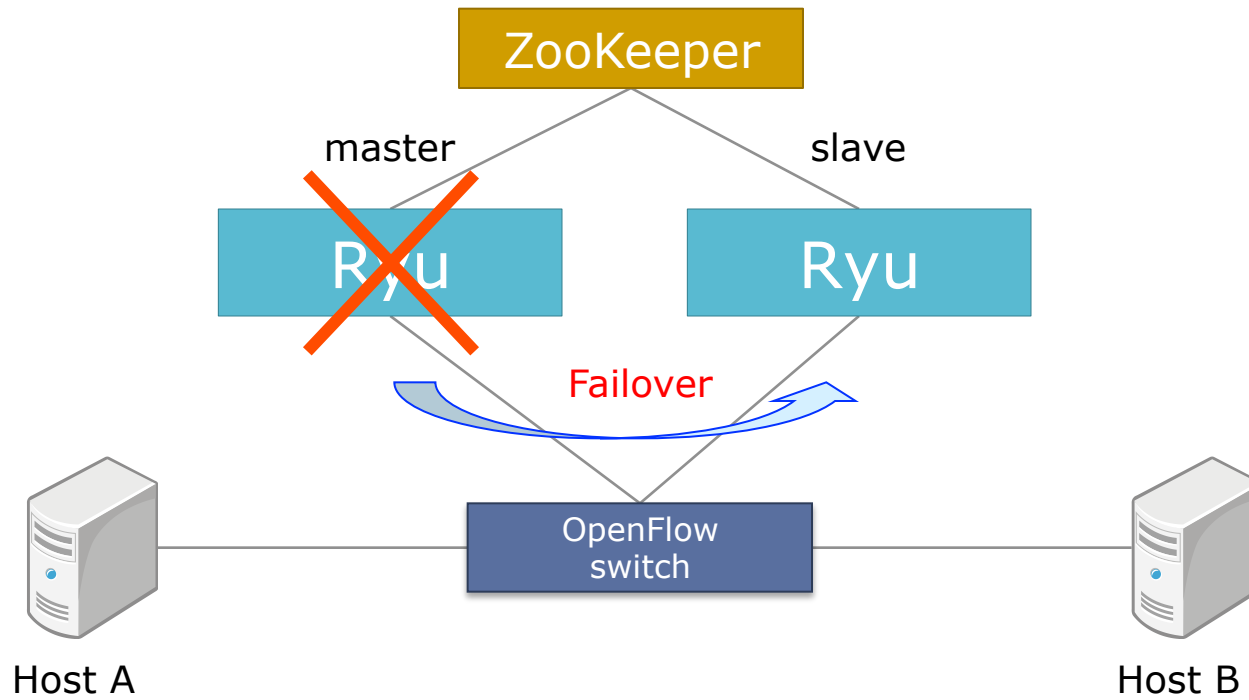 ZooKeeper
master
slave
Ryu
Ryu
Failover
OpenFlow
switch
Host A
Host B